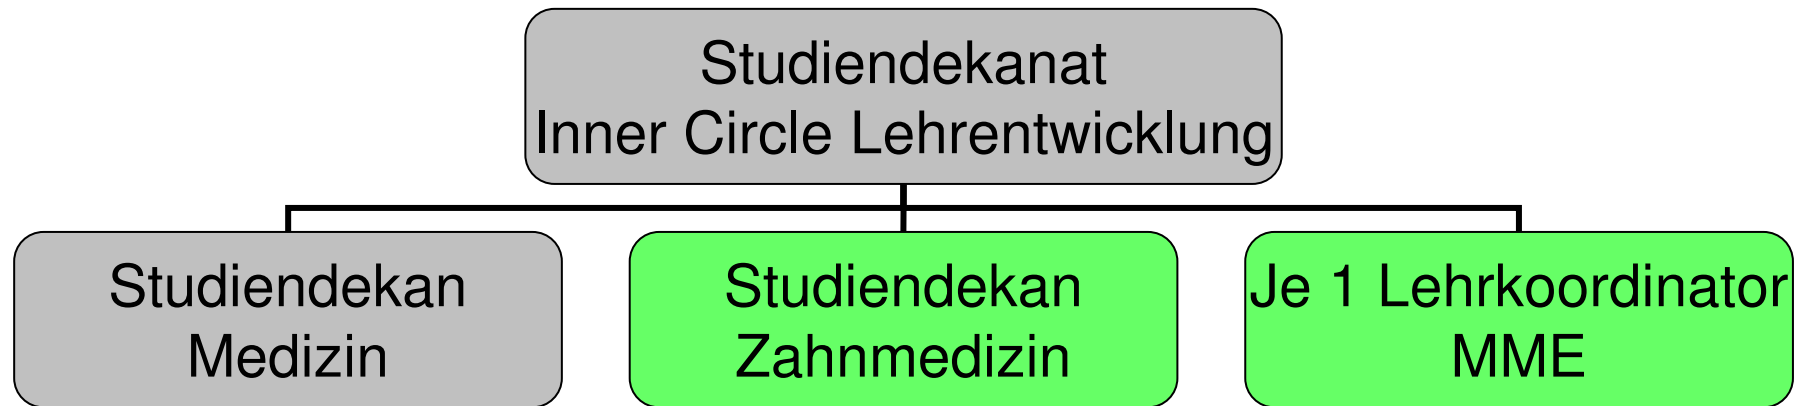 Studiendekanat
Inner Circle Lehrentwicklung
Studiendekan
Medizin
Studiendekan
Zahnmedizin
Je 1 Lehrkoordinator
MME